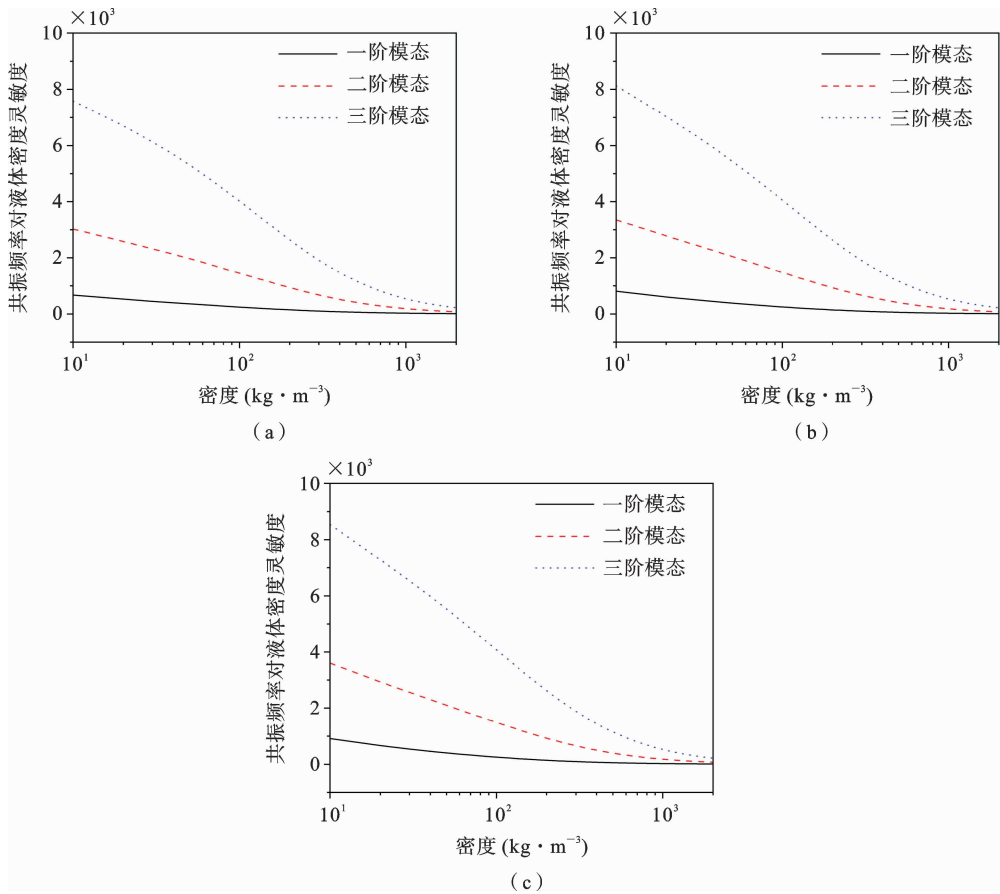 ×10³
10
8
6
4
2
0
共振频率对液体密度灵敏度
一阶模态
二阶模态
三阶模态
10¹
10²
10³
密度 (kg·m⁻³)
（a）
×10³
10
8
6
4
2
0
共振频率对液体密度灵敏度
一阶模态
二阶模态
三阶模态
10¹
10²
10³
密度 (kg·m⁻³)
（b）
×10³
10
8
6
4
2
0
共振频率对液体密度灵敏度
一阶模态
二阶模态
三阶模态
10¹
10²
10³
密度 (kg·m⁻³)
（c）